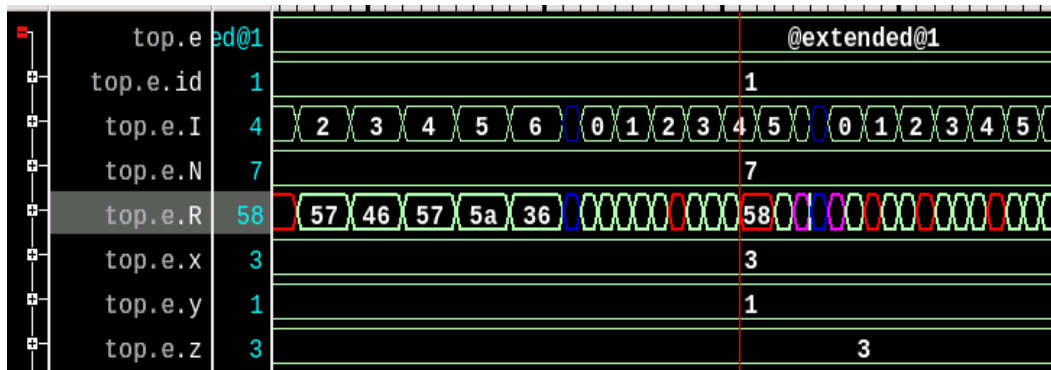 top.e ed@1 @extended@1
top.e.id 1 1
top.e.I 4 2 3 4 5 6 0 1 2 3 4 5 0 1 2 3 4 5
top.e.N 7 7
top.e.R 58 57 46 57 5a 36 58
top.e.x 3 3
top.e.y 1 1
top.e.z 3 3